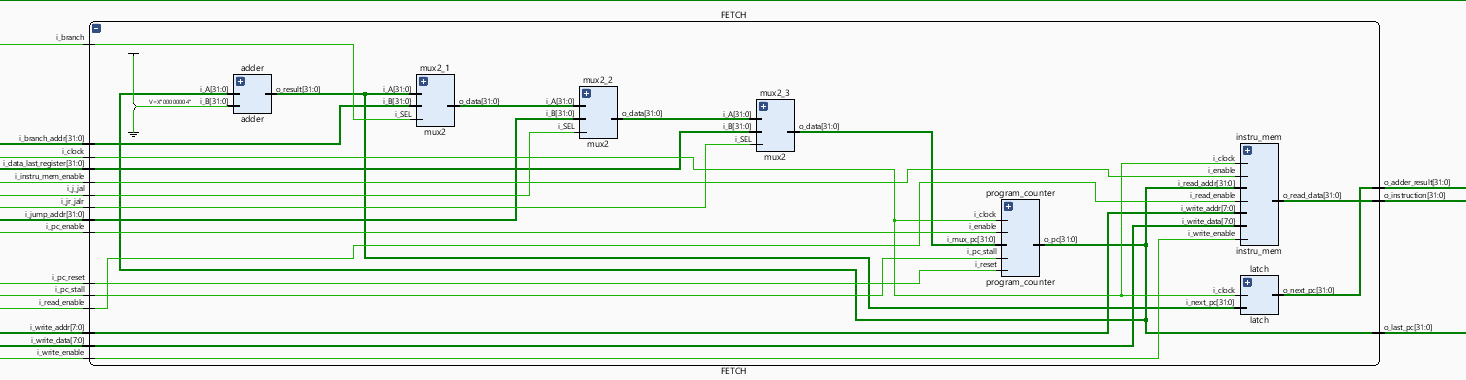 FETCH
i_branch
adder
i_A[31:0]
V=X"00000004"
i_B[31:0]
o_result[31:0]
adder
mux2_1
i_A[31:0]
i_B[31:0]
i_SEL
o_data[31:0]
mux2
mux2_2
i_A[31:0]
i_B[31:0]
i_SEL
o_data[31:0]
mux2
mux2_3
i_A[31:0]
i_B[31:0]
i_SEL
o_data[31:0]
mux2
i_branch_addr[31:0]
i_clock
i_data_last_register[31:0]
i_instru_mem_enable
i_j_jal
i_jr_jalr
i_jump_addr[31:0]
i_pc_enable
i_pc_reset
i_pc_stall
i_read_enable
i_write_addr[7:0]
i_write_data[7:0]
i_write_enable
program_counter
i_clock
i_enable
i_mux_pc[31:0]
i_pc_stall
i_reset
o_pc[31:0]
program_counter
instru_mem
i_clock
i_enable
i_read_addr[31:0]
i_read_enable
i_write_addr[7:0]
i_write_data[7:0]
i_write_enable
o_read_data[31:0]
instru_mem
latch
i_clock
i_next_pc[31:0]
o_next_pc[31:0]
latch
o_adder_result[31:0]
o_instruction[31:0]
o_last_pc[31:0]
FETCH